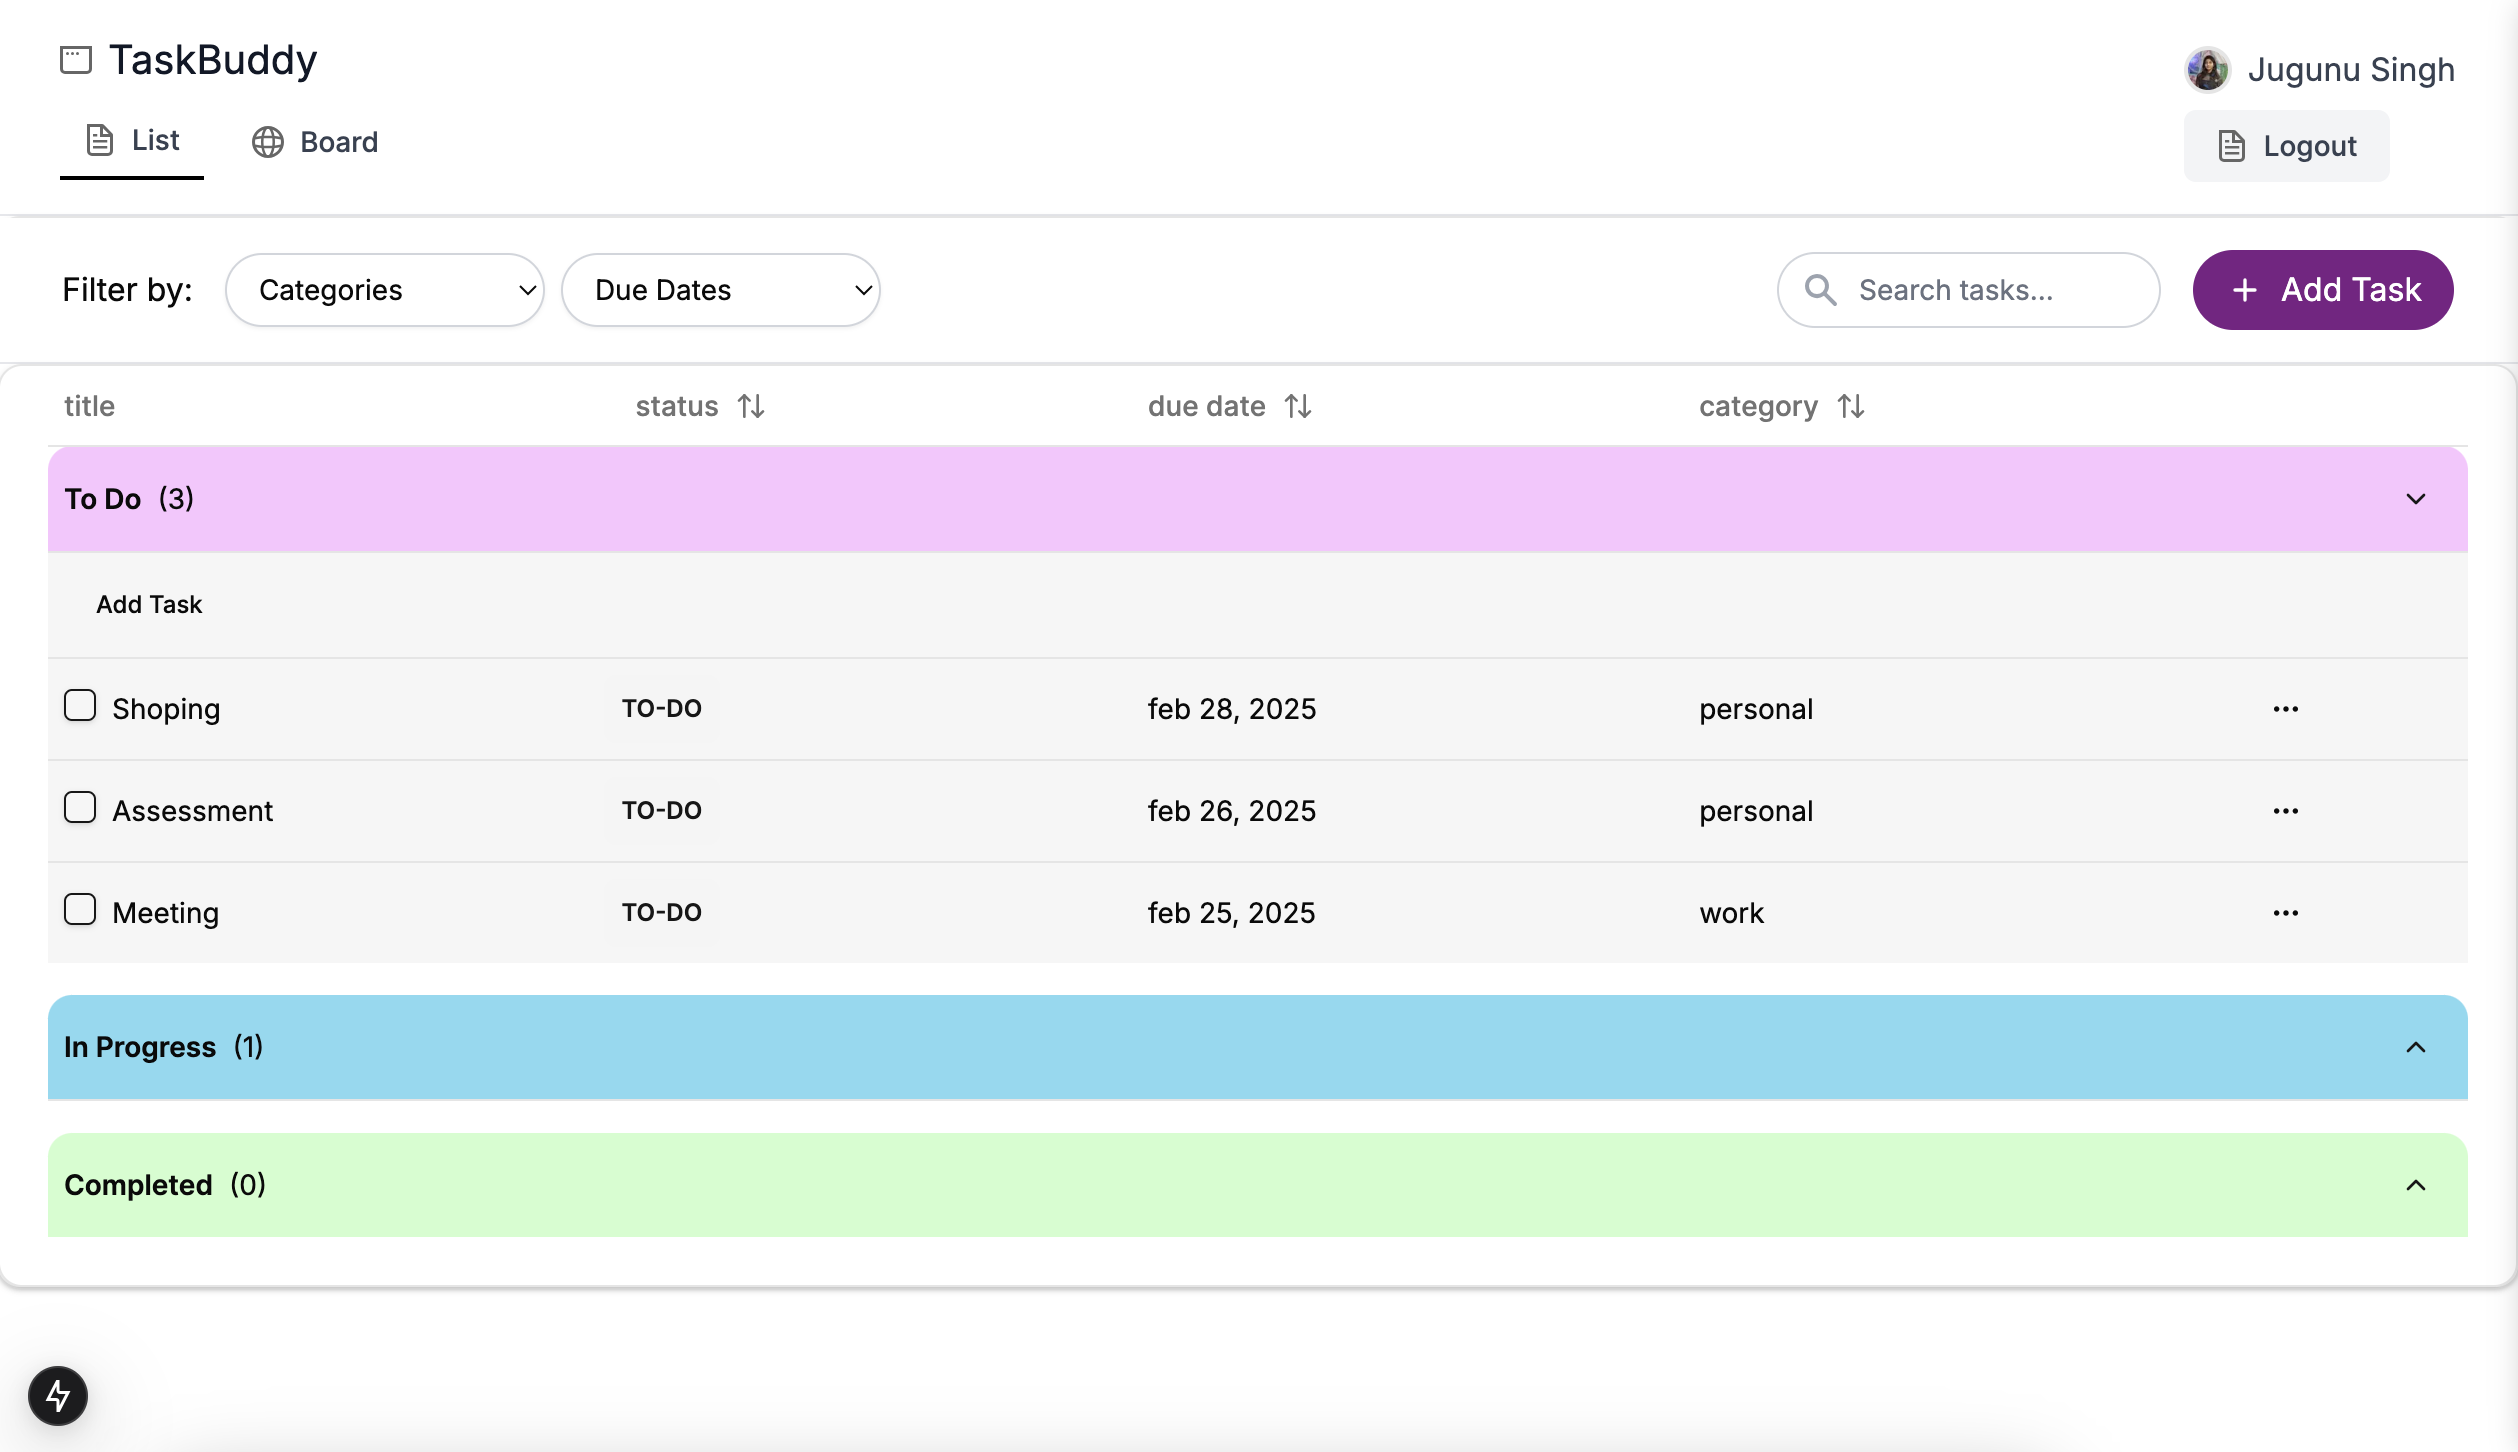 TaskBuddy
Jugunu Singh
List Board
Logout
Filter by: Categories Due Dates Search tasks... + Add Task
title status due date category
To Do (3)
Add Task
Shoping TO-DO feb 28, 2025 personal ...
Assessment TO-DO feb 26, 2025 personal ...
Meeting TO-DO feb 25, 2025 work ...
In Progress (1)
Completed (0)